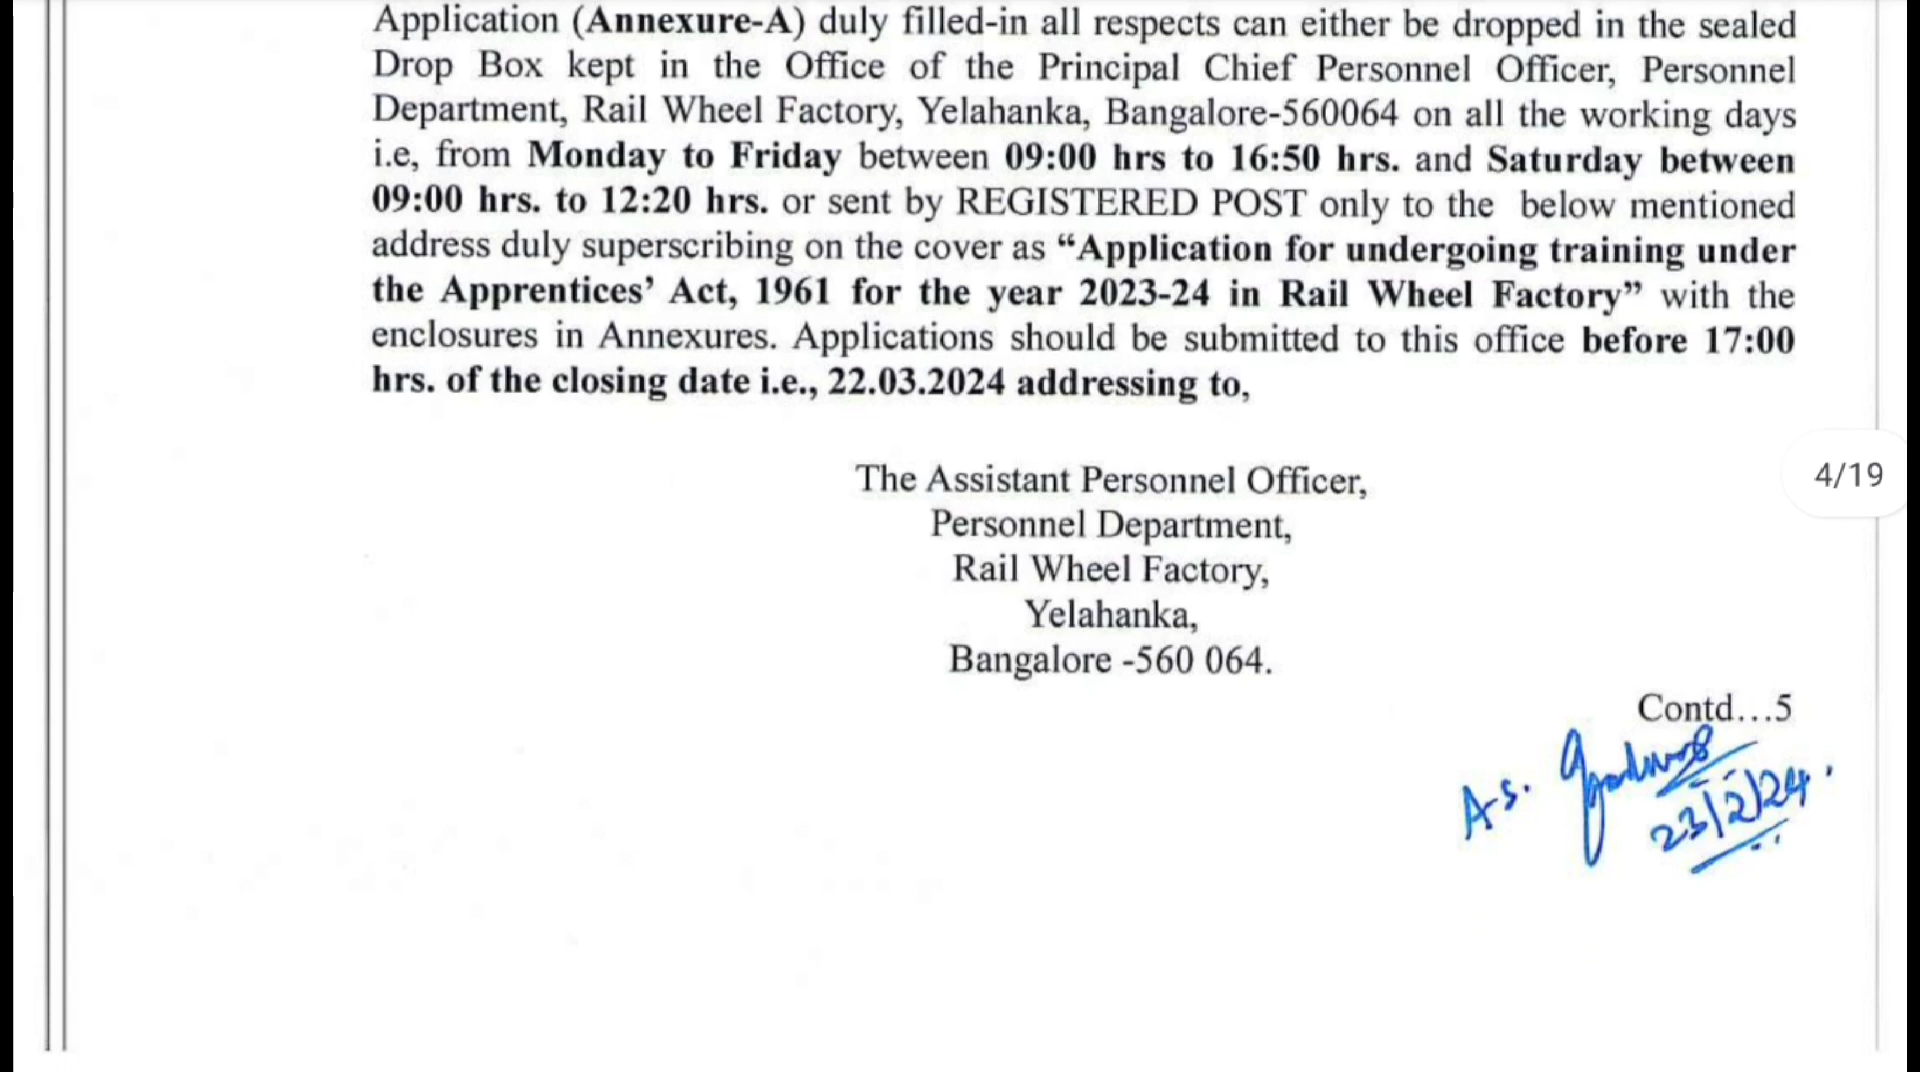 Application (Annexure-A) duly filled-in all respects can either be dropped in the sealed
Drop Box kept in the Office of the Principal Chief Personnel Officer, Personnel
Department, Rail Wheel Factory, Yelahanka, Bangalore-560064 on all the working days
i.e, from Monday to Friday between 09:00 hrs to 16:50 hrs. and Saturday between
09:00 hrs. to 12:20 hrs. or sent by REGISTERED POST only to the below mentioned
address duly superscribing on the cover as “Application for undergoing training under
the Apprentices’ Act, 1961 for the year 2023-24 in Rail Wheel Factory” with the
enclosures in Annexures. Applications should be submitted to this office before 17:00
hrs. of the closing date i.e., 22.03.2024 addressing to,
4/19
The Assistant Personnel Officer,
Personnel Department,
Rail Wheel Factory,
Yelahanka,
Bangalore -560 064.
Contd...5
A.S.
23/2/24.